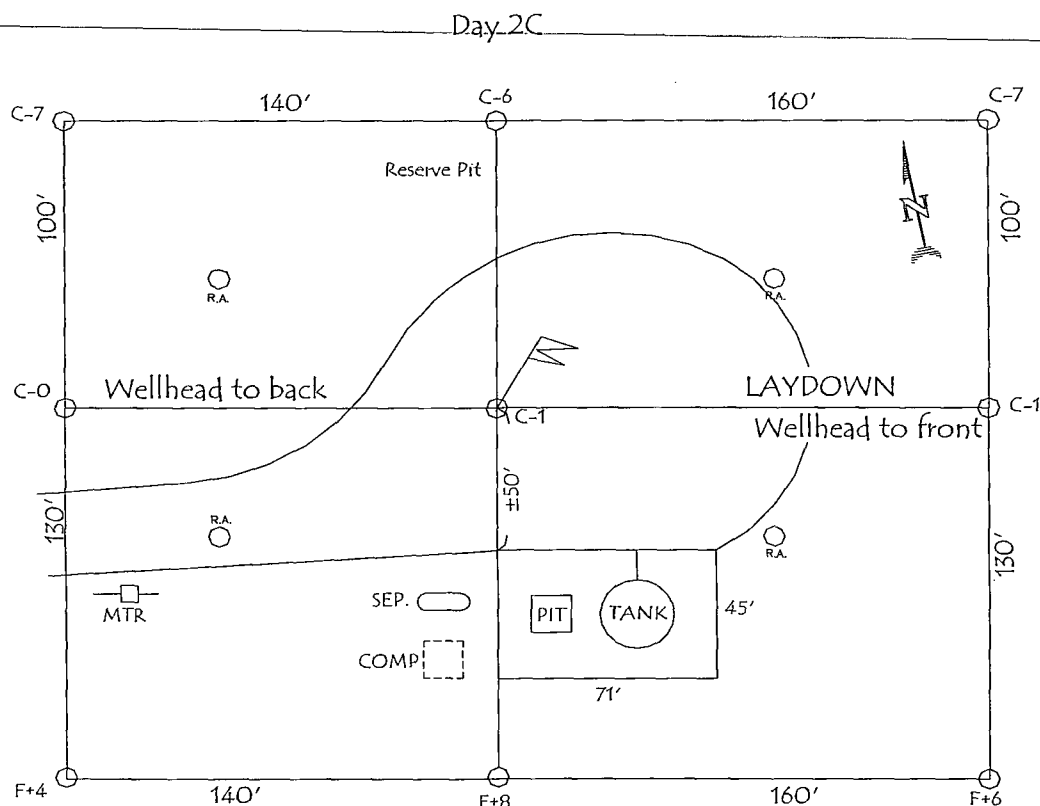 Day 2C
C-7
140'
C-6
160'
C-7
Reserve Pit
100'
100'
N
R.A.
R.A.
C-0
Wellhead to back
LAYDOWN
C-1
C-1
Wellhead to front
130'
R.A.
±50'
R.A.
130'
MTR
SEP.
PIT
TANK
45'
COMP
71'
F+4
140'
F+8
160'
F+6